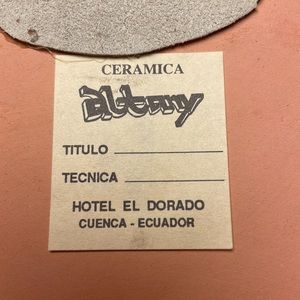 CERAMICA
TITULO
TECNICA
HOTEL EL DORADO
CUENCA - ECUADOR